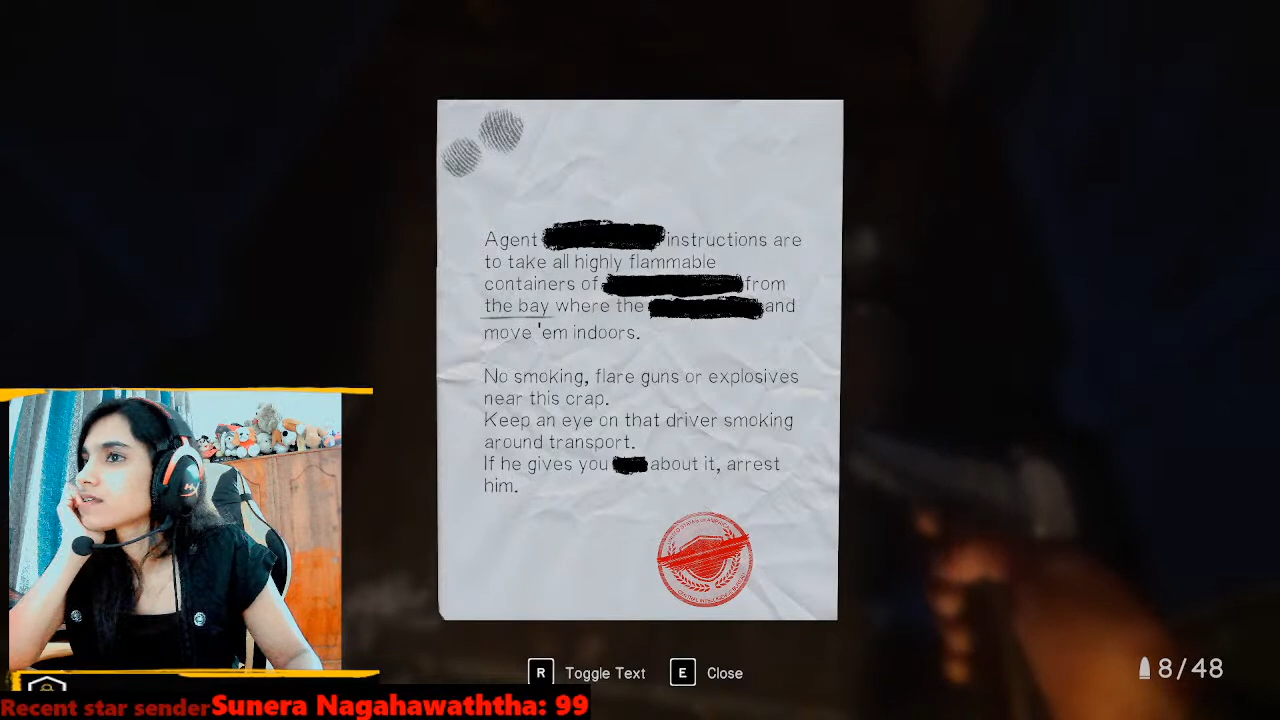 Agent instructions are
to take all highly flammable
containers of from
the bay where the and
move 'em indoors.
No smoking, flare guns or explosives
near this crap.
Keep an eye on that driver smoking
around transport.
If he gives you about it, arrest
him.
R Toggle Text E Close
8/48
Recent star sender Sunera Nagahawaththa: 99